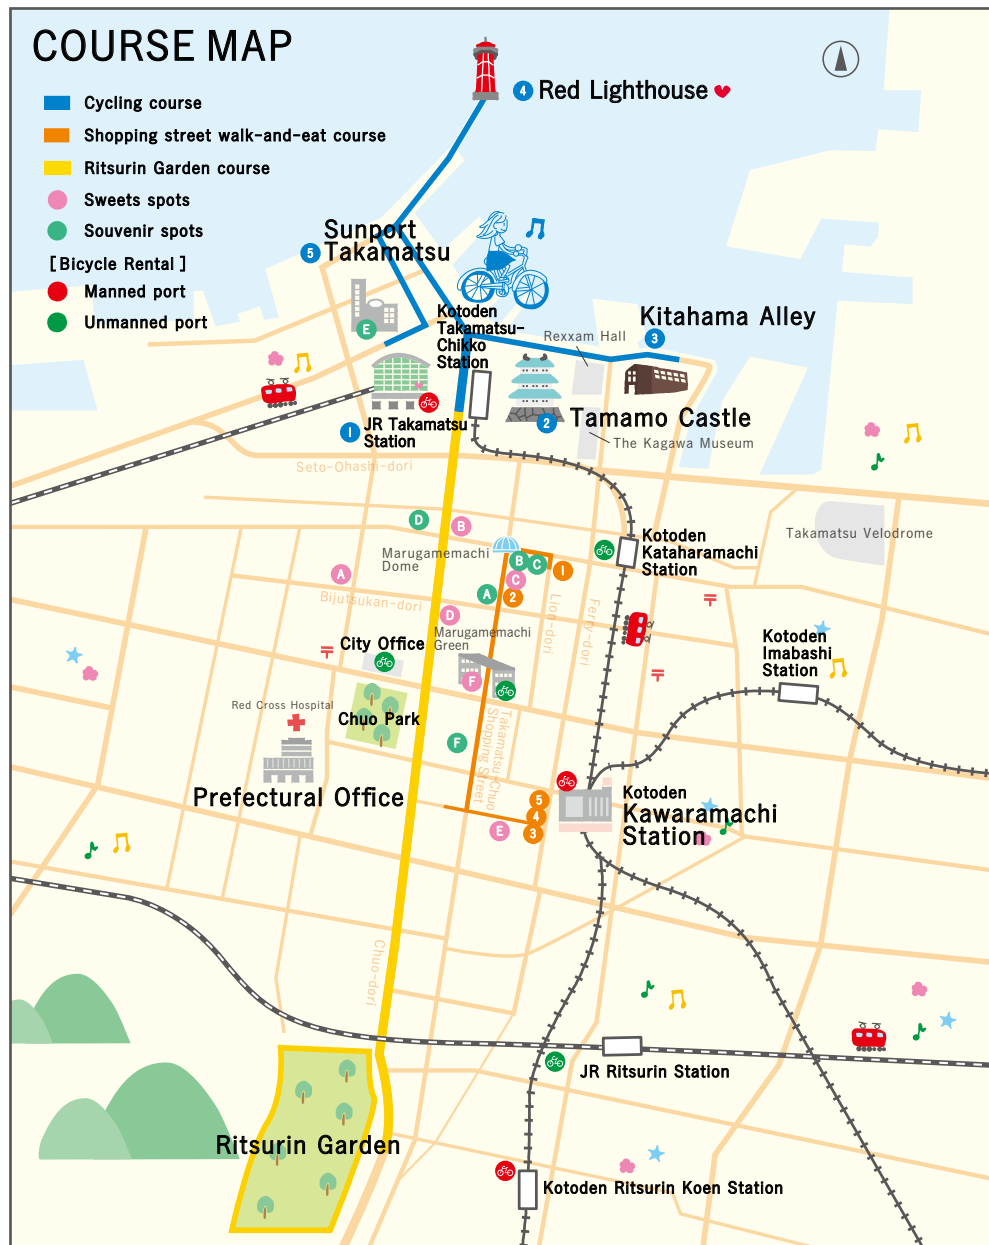 COURSE MAP
Cycling course
Shopping street walk-and-eat course
Ritsurin Garden course
Sweets spots
Souvenir spots
[Bicycle Rental]
Manned port
Unmanned port
4 Red Lighthouse
5 Sunport
Takamatsu
E
Kotoden
Takamatsu-
Chikko
Station
Rexxam Hall
Kitahama Alley
3
1 JR Takamatsu
Station
2 Tamamo Castle
The Kagawa Museum
Seto-Ohashi-dori
D
B
Marugamemachi
Dome
B
C
1
C
A
2
A
Bijutsukan-dori
D
Kotoden
Kataharamachi
Station
Takamatsu Velodrome
Lion-dori
Ferry-dori
Marugamemachi
Green
City Office
〒
〒
〒
Kotoden
Imabashi
Station
F
Red Cross Hospital
Chuo Park
Takamatsu-Chuo
Shopping Street
F
Prefectural Office
5
4
3
E
Kotoden
Kawaramachi
Station
Chuo-dori
JR Ritsurin Station
Ritsurin Garden
Kotoden Ritsurin Koen Station